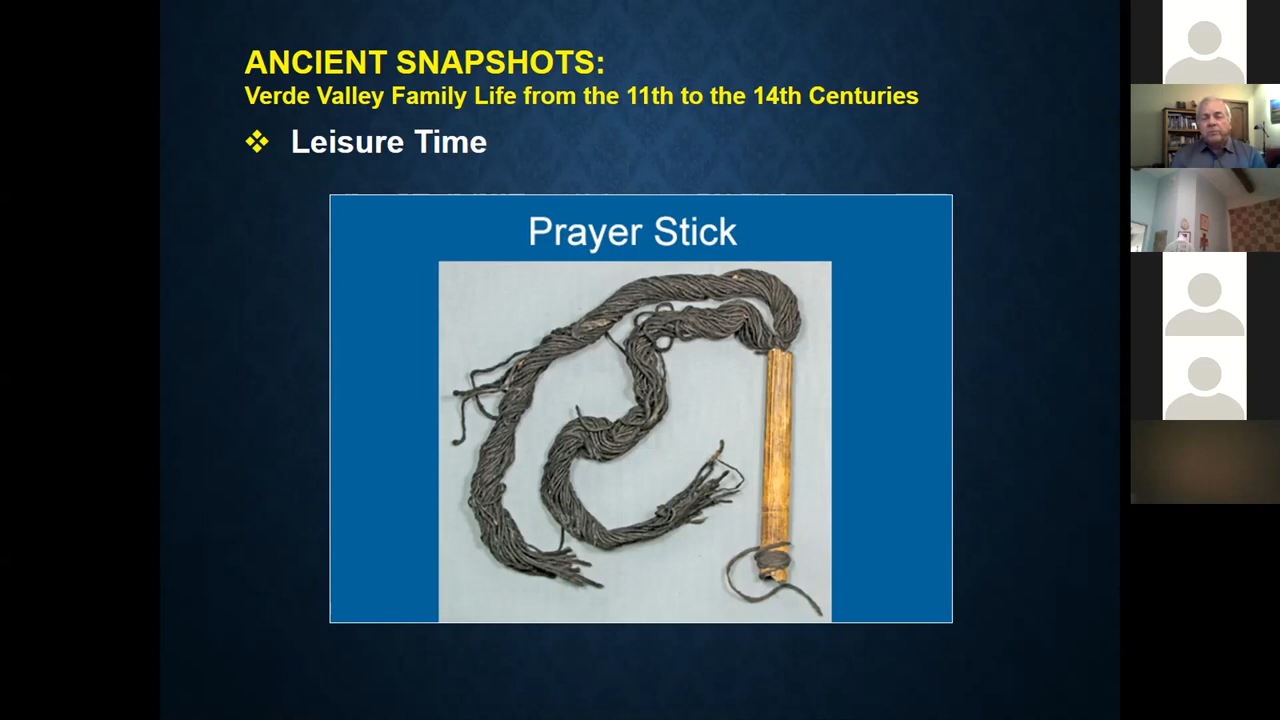 ANCIENT SNAPSHOTS:
Verde Valley Family Life from the 11th to the 14th Centuries
Leisure Time
Prayer Stick